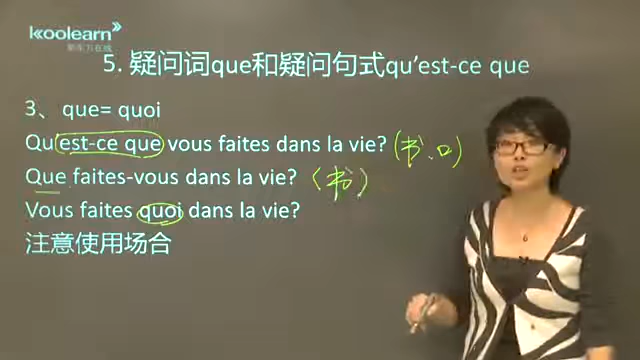 koolearn
新东方在线
5. 疑问词que和疑问句式qu'est-ce que
3、 que= quoi
Qu'est-ce que vous faites dans la vie? (书、口)
Que faites-vous dans la vie? (书)
Vous faites quoi dans la vie?
注意使用场合